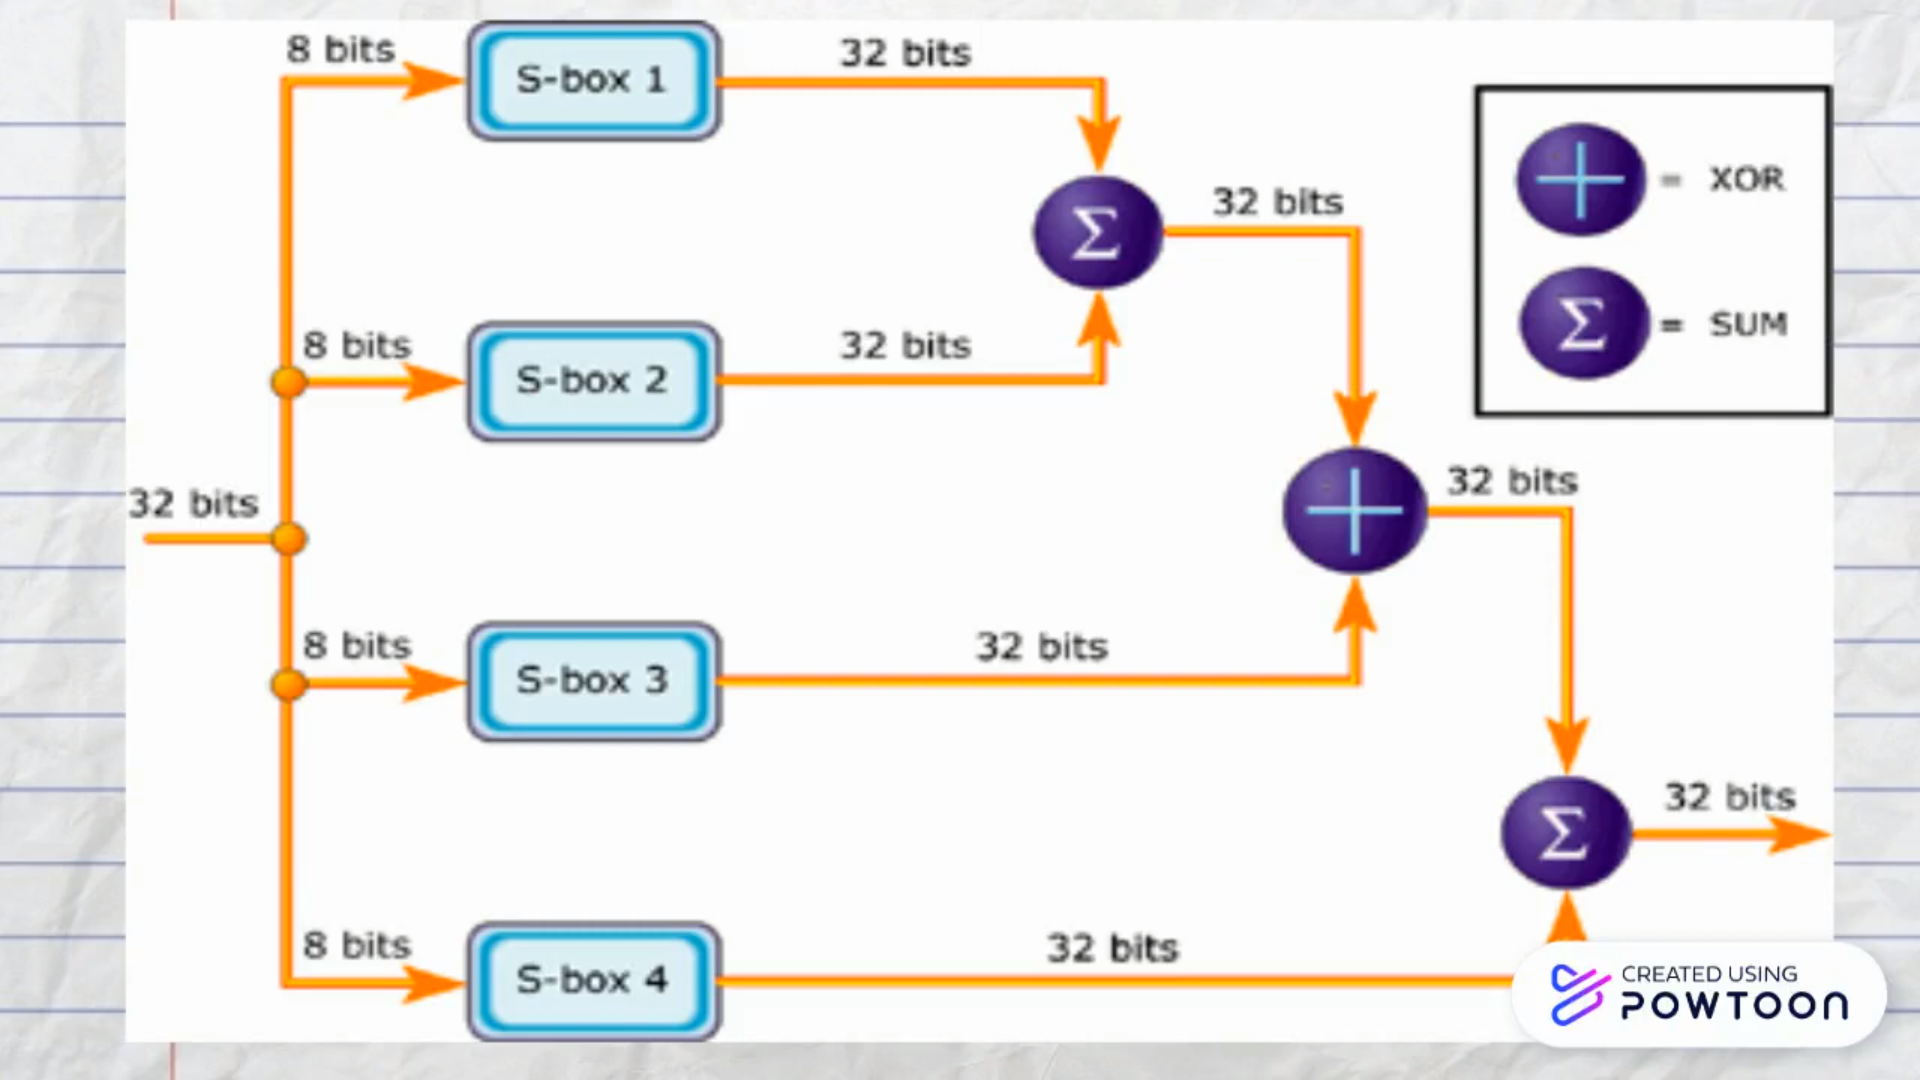 8 bits
S-box 1
32 bits
Σ
32 bits
= XOR
Σ = SUM
8 bits
S-box 2
32 bits
32 bits
32 bits
8 bits
S-box 3
32 bits
Σ
32 bits
8 bits
S-box 4
32 bits
CREATED USING
POWTOON